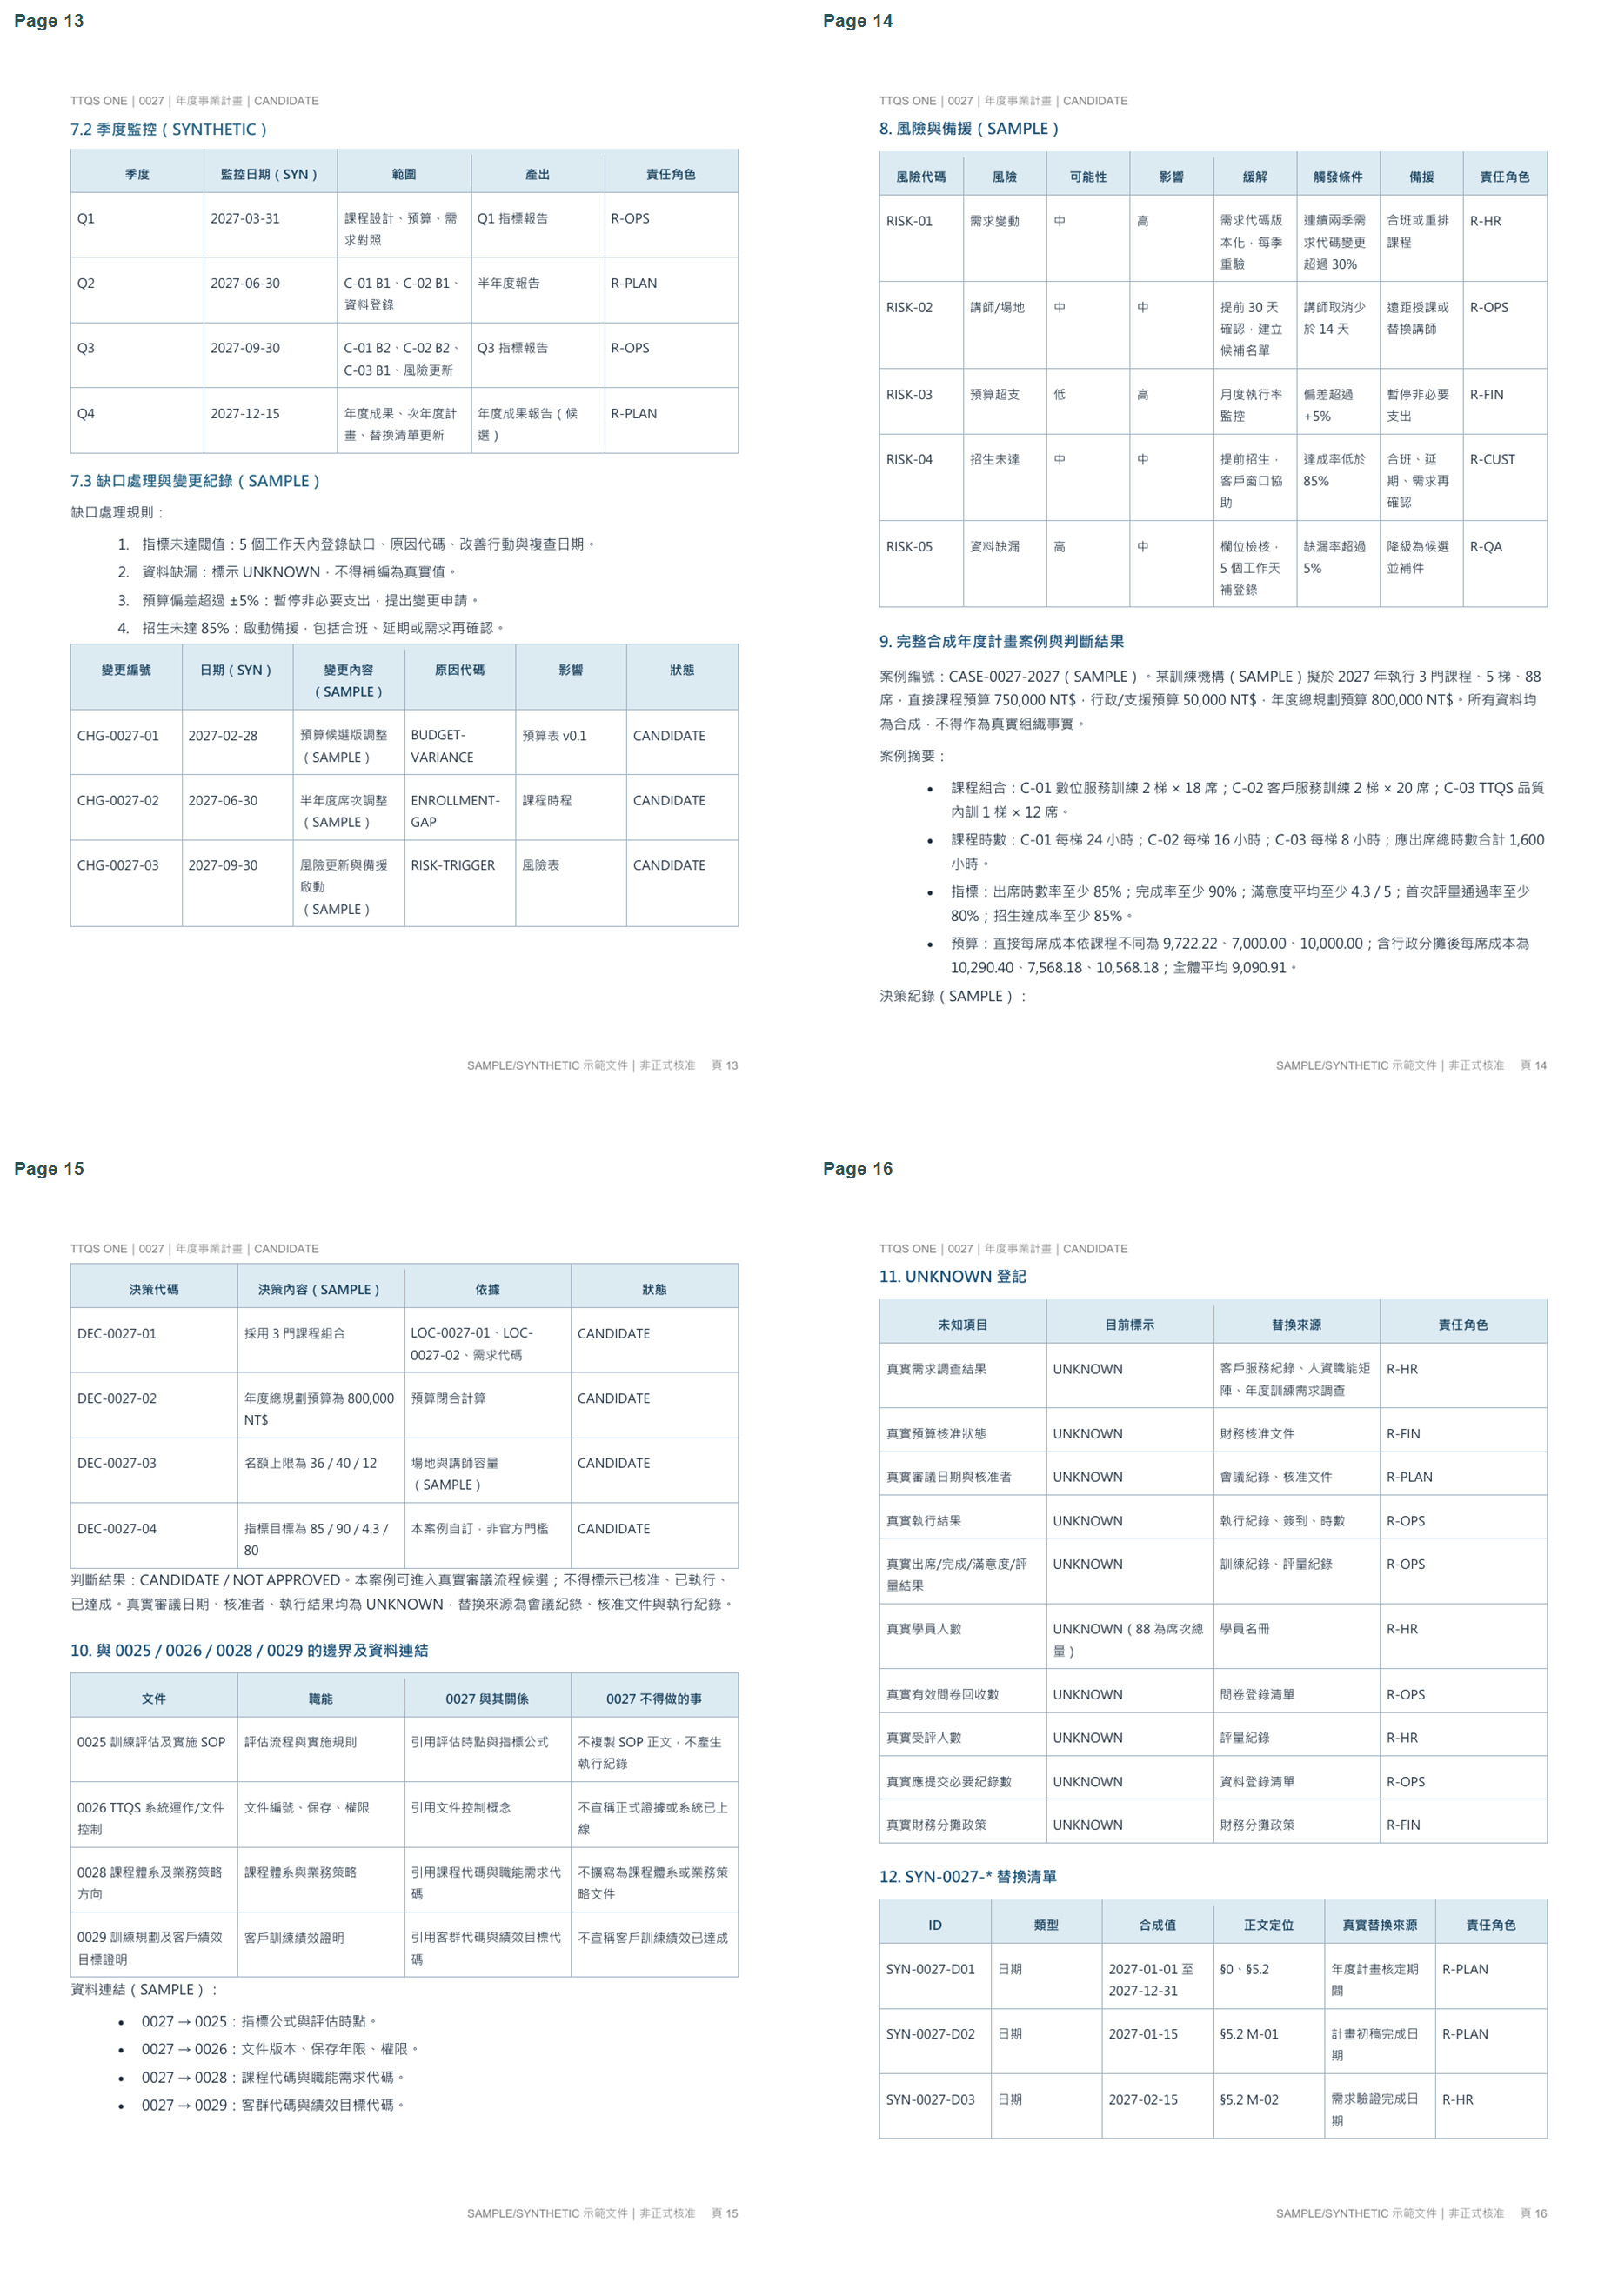 Page 13
TTQS ONE | 0027 | 年度事業計畫 | CANDIDATE
7.2 季度監控（SYNTHETIC）
季度 監控日期（SYN） 範圍 產出 責任角色
Q1 2027-03-31 課程設計、預算、需求對照 Q1 指標報告 R-OPS
Q2 2027-06-30 C-01 B1、C-02 B1、資料登錄 半年度報告 R-PLAN
Q3 2027-09-30 C-01 B2、C-02 B2、C-03 B1、風險更新 Q3 指標報告 R-OPS
Q4 2027-12-15 年度成果、次年度計畫、替換清單更新 年度成果報告（候選） R-PLAN
7.3 缺口處理與變更紀錄（SAMPLE）
缺口處理規則：
1. 指標未達閾值：5 個工作天內登錄缺口、原因代碼、改善行動與複查日期。
2. 資料缺漏：標示 UNKNOWN，不得補編為真實值。
3. 預算偏差超過 ±5%：暫停非必要支出，提出變更申請。
4. 招生未達 85%：啟動備援，包括合班、延期或需求再確認。
變更編號 日期（SYN） 變更內容（SAMPLE） 原因代碼 影響 狀態
CHG-0027-01 2027-02-28 預算候選版調整（SAMPLE） BUDGET-VARIANCE 預算表 v0.1 CANDIDATE
CHG-0027-02 2027-06-30 半年度席次調整（SAMPLE） ENROLLMENT-GAP 課程時程 CANDIDATE
CHG-0027-03 2027-09-30 風險更新與備援啟動（SAMPLE） RISK-TRIGGER 風險表 CANDIDATE
SAMPLE/SYNTHETIC 示範文件 | 非正式核准 頁 13
Page 14
TTQS ONE | 0027 | 年度事業計畫 | CANDIDATE
8. 風險與備援（SAMPLE）
風險代碼 風險 可能性 影響 緩解 觸發條件 備援 責任角色
RISK-01 需求變動 中 高 需求代碼版本化，每季重驗 連續兩季需求代碼變更超過 30% 合班或重排課程 R-HR
RISK-02 講師/場地 中 中 提前 30 天確認，建立候補名單 講師取消少於 14 天 遠距授課或替換講師 R-OPS
RISK-03 預算超支 低 高 月度執行率監控 偏差超過 +5% 暫停非必要支出 R-FIN
RISK-04 招生未達 中 中 提前招生，客戶窗口協助 達成率低於 85% 合班、延期、需求再確認 R-CUST
RISK-05 資料缺漏 高 中 欄位檢核，5 個工作天補登錄 缺漏率超過 5% 降級為候選並補件 R-QA
9. 完整合成年度計畫案例與判斷結果
案例編號：CASE-0027-2027（SAMPLE）。某訓練機構（SAMPLE）擬於 2027 年執行 3 門課程、5 梯、88
席，直接課程預算 750,000 NT$，行政/支援預算 50,000 NT$，年度總規劃預算 800,000 NT$。所有資料均
為合成，不得作為真實組織事實。
案例摘要：
• 課程組合：C-01 數位服務訓練 2 梯 × 18 席；C-02 客戶服務訓練 2 梯 × 20 席；C-03 TTQS 品質
內訓 1 梯 × 12 席。
• 課程時數：C-01 每梯 24 小時；C-02 每梯 16 小時；C-03 每梯 8 小時；應出席總時數合計 1,600
小時。
• 指標：出席時數率至少 85%；完成率至少 90%；滿意度平均至少 4.3 / 5；首次評量通過率至少
80%；招生達成率至少 85%。
• 預算：直接每席成本依課程不同為 9,722.22、7,000.00、10,000.00；含行政分攤後每席成本為
10,290.40、7,568.18、10,568.18；全體平均 9,090.91。
決策紀錄（SAMPLE）：
SAMPLE/SYNTHETIC 示範文件 | 非正式核准 頁 14
Page 15
TTQS ONE | 0027 | 年度事業計畫 | CANDIDATE
決策代碼 決策內容（SAMPLE） 依據 狀態
DEC-0027-01 採用 3 門課程組合 LOC-0027-01、LOC-0027-02、需求代碼 CANDIDATE
DEC-0027-02 年度總規劃預算為 800,000 NT$ 預算閉合計算 CANDIDATE
DEC-0027-03 名額上限為 36 / 40 / 12 場地與講師容量（SAMPLE） CANDIDATE
DEC-0027-04 指標目標為 85 / 90 / 4.3 / 80 本案例自訂，非官方門檻 CANDIDATE
判斷結果：CANDIDATE / NOT APPROVED。本案例可進入真實審議流程候選；不得標示已核准、已執行、
已達成。真實審議日期、核准者、執行結果均為 UNKNOWN，替換來源為會議紀錄、核准文件與執行紀錄。
10. 與 0025 / 0026 / 0028 / 0029 的邊界及資料連結
文件 職能 0027 與其關係 0027 不得做的事
0025 訓練評估及實施 SOP 評估流程與實施規則 引用評估時點與指標公式 不複製 SOP 正文，不產生執行紀錄
0026 TTQS 系統運作/文件控制 文件編號、保存、權限 引用文件控制概念 不宣稱正式證據或系統已上線
0028 課程體系及業務策略方向 課程體系與業務策略 引用課程代碼與職能需求代碼 不擴寫為課程體系或業務策略文件
0029 訓練規劃及客戶績效目標證明 客戶訓練績效證明 引用客群代碼與績效目標代碼 不宣稱客戶訓練績效已達成
資料連結（SAMPLE）：
• 0027 → 0025：指標公式與評估時點。
• 0027 → 0026：文件版本、保存年限、權限。
• 0027 → 0028：課程代碼與職能需求代碼。
• 0027 → 0029：客群代碼與績效目標代碼。
SAMPLE/SYNTHETIC 示範文件 | 非正式核准 頁 15
Page 16
TTQS ONE | 0027 | 年度事業計畫 | CANDIDATE
11. UNKNOWN 登記
未知項目 目前標示 替換來源 責任角色
真實需求調查結果 UNKNOWN 客戶服務紀錄、人資職能矩陣、年度訓練需求調查 R-HR
真實預算核准狀態 UNKNOWN 財務核准文件 R-FIN
真實審議日期與核准者 UNKNOWN 會議紀錄、核准文件 R-PLAN
真實執行結果 UNKNOWN 執行紀錄、簽到、時數 R-OPS
真實出席/完成/滿意度/評量結果 UNKNOWN 訓練紀錄、評量紀錄 R-OPS
真實學員人數 UNKNOWN（88 為席次總量） 學員名冊 R-HR
真實有效問卷回收數 UNKNOWN 問卷登錄清單 R-OPS
真實受評人數 UNKNOWN 評量紀錄 R-HR
真實應提交必要紀錄數 UNKNOWN 資料登錄清單 R-OPS
真實財務分攤政策 UNKNOWN 財務分攤政策 R-FIN
12. SYN-0027-* 替換清單
ID 類型 合成值 正文定位 真實替換來源 責任角色
SYN-0027-D01 日期 2027-01-01 至 2027-12-31 §0、§5.2 年度計畫核定期間 R-PLAN
SYN-0027-D02 日期 2027-01-15 §5.2 M-01 計畫初稿完成日期 R-PLAN
SYN-0027-D03 日期 2027-02-15 §5.2 M-02 需求驗證完成日期 R-HR
SAMPLE/SYNTHETIC 示範文件 | 非正式核准 頁 16